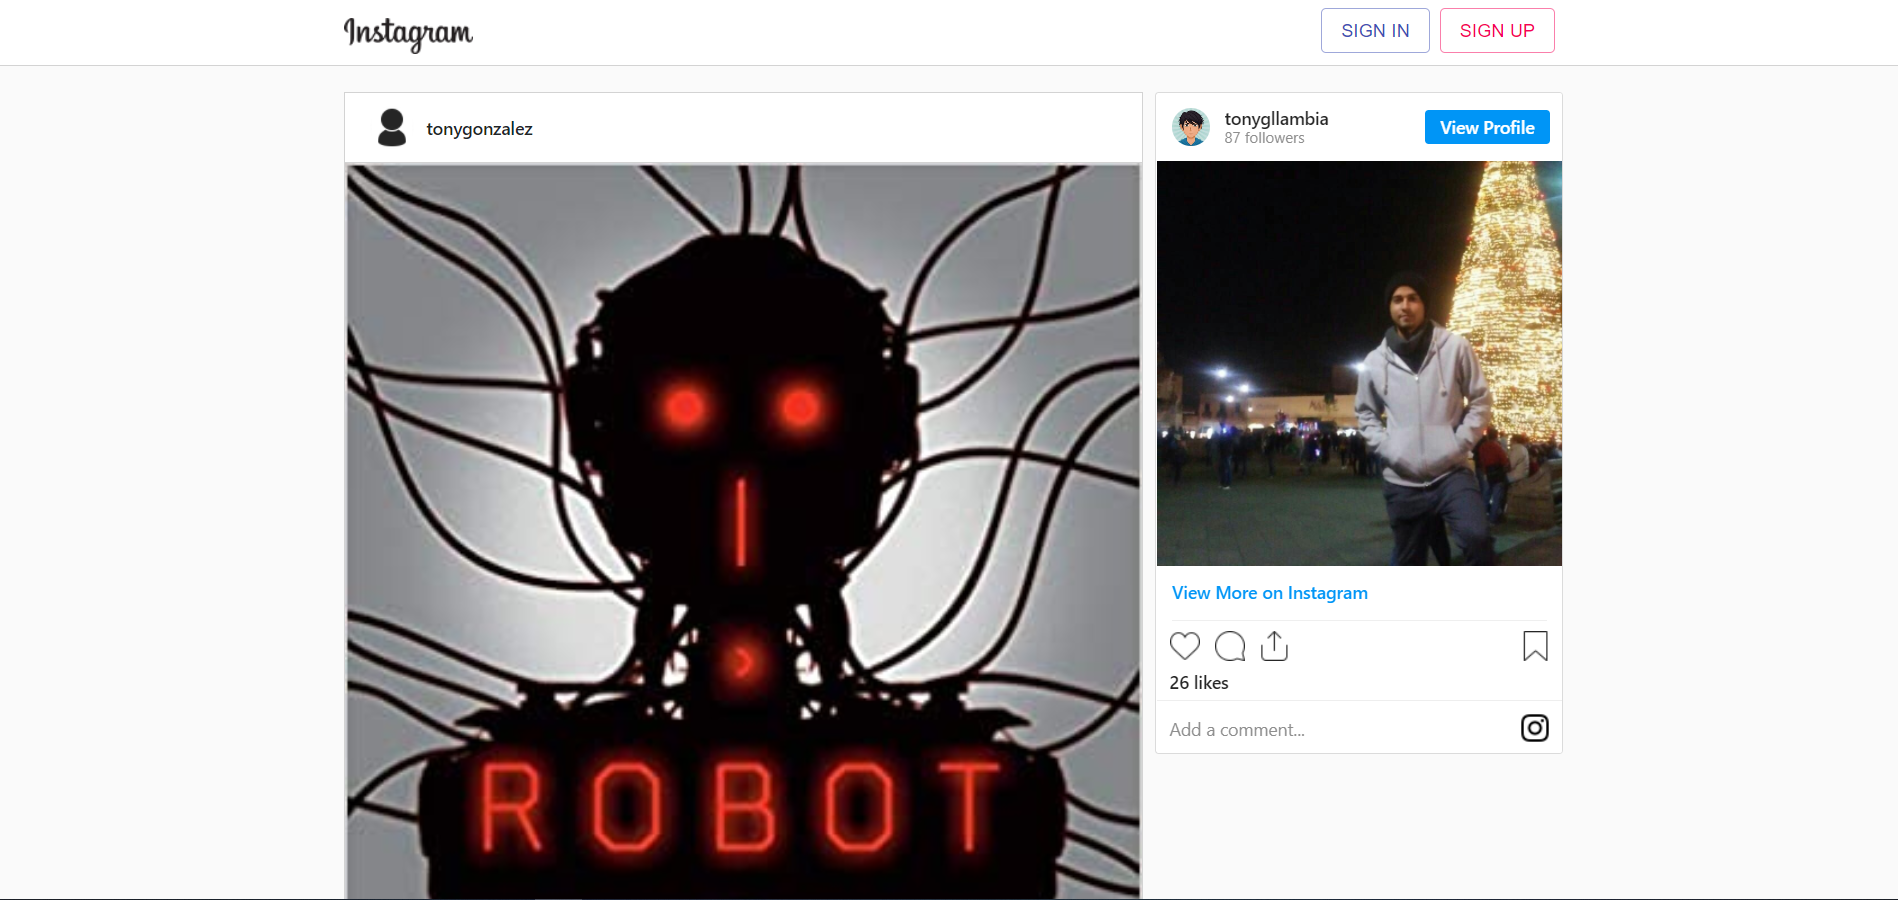 Instagram
SIGN IN
SIGN UP
tonygonzalez
ROBOT
tonygllambia
87 followers
View Profile
View More on Instagram
26 likes
Add a comment...